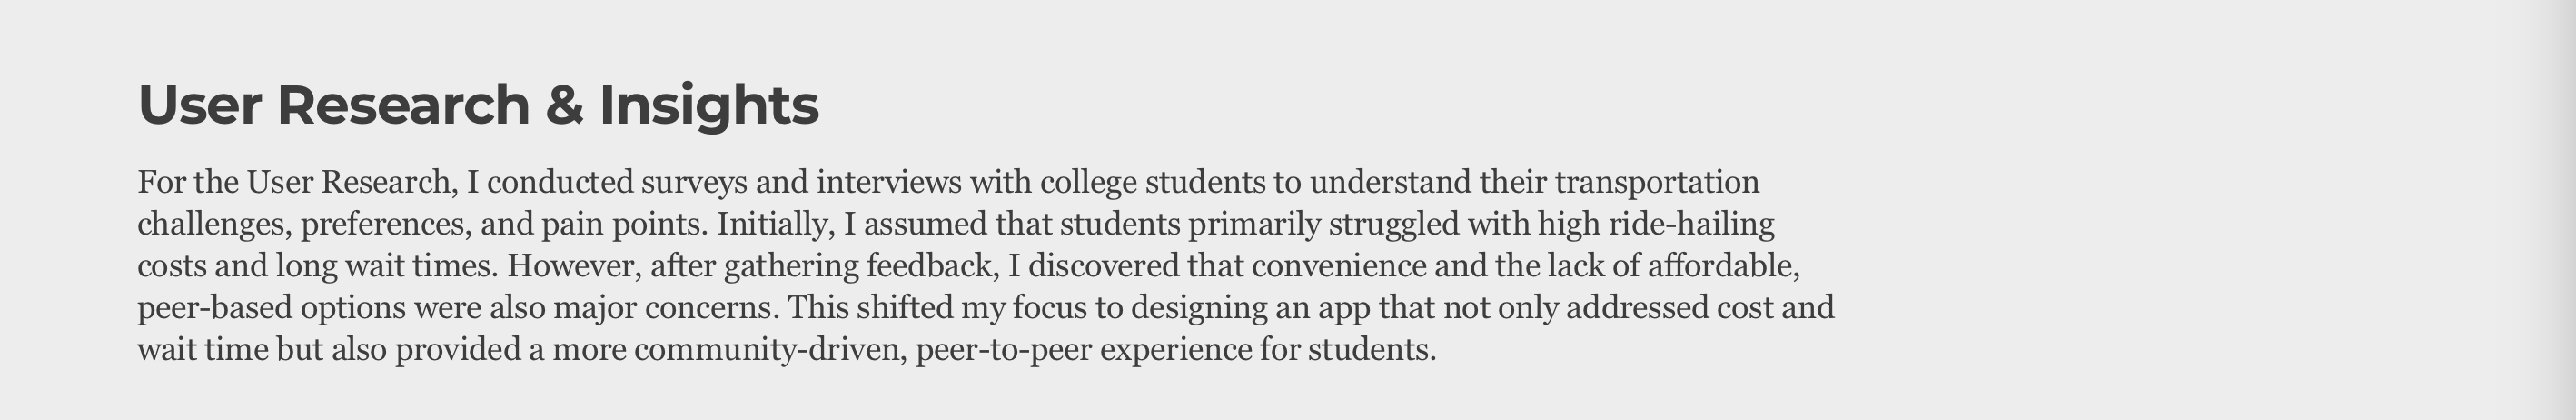 User Research & Insights
For the User Research, I conducted surveys and interviews with college students to understand their transportation
challenges, preferences, and pain points. Initially, I assumed that students primarily struggled with high ride-hailing
costs and long wait times. However, after gathering feedback, I discovered that convenience and the lack of affordable,
peer-based options were also major concerns. This shifted my focus to designing an app that not only addressed cost and
wait time but also provided a more community-driven, peer-to-peer experience for students.